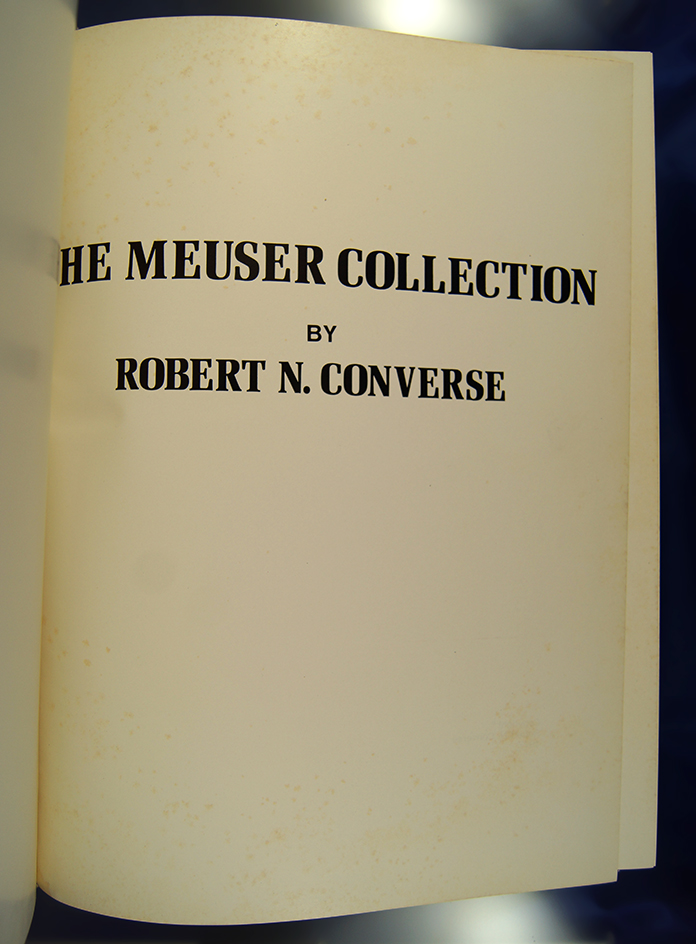 HE MEUSER COLLECTION
BY
ROBERT N. CONVERSE